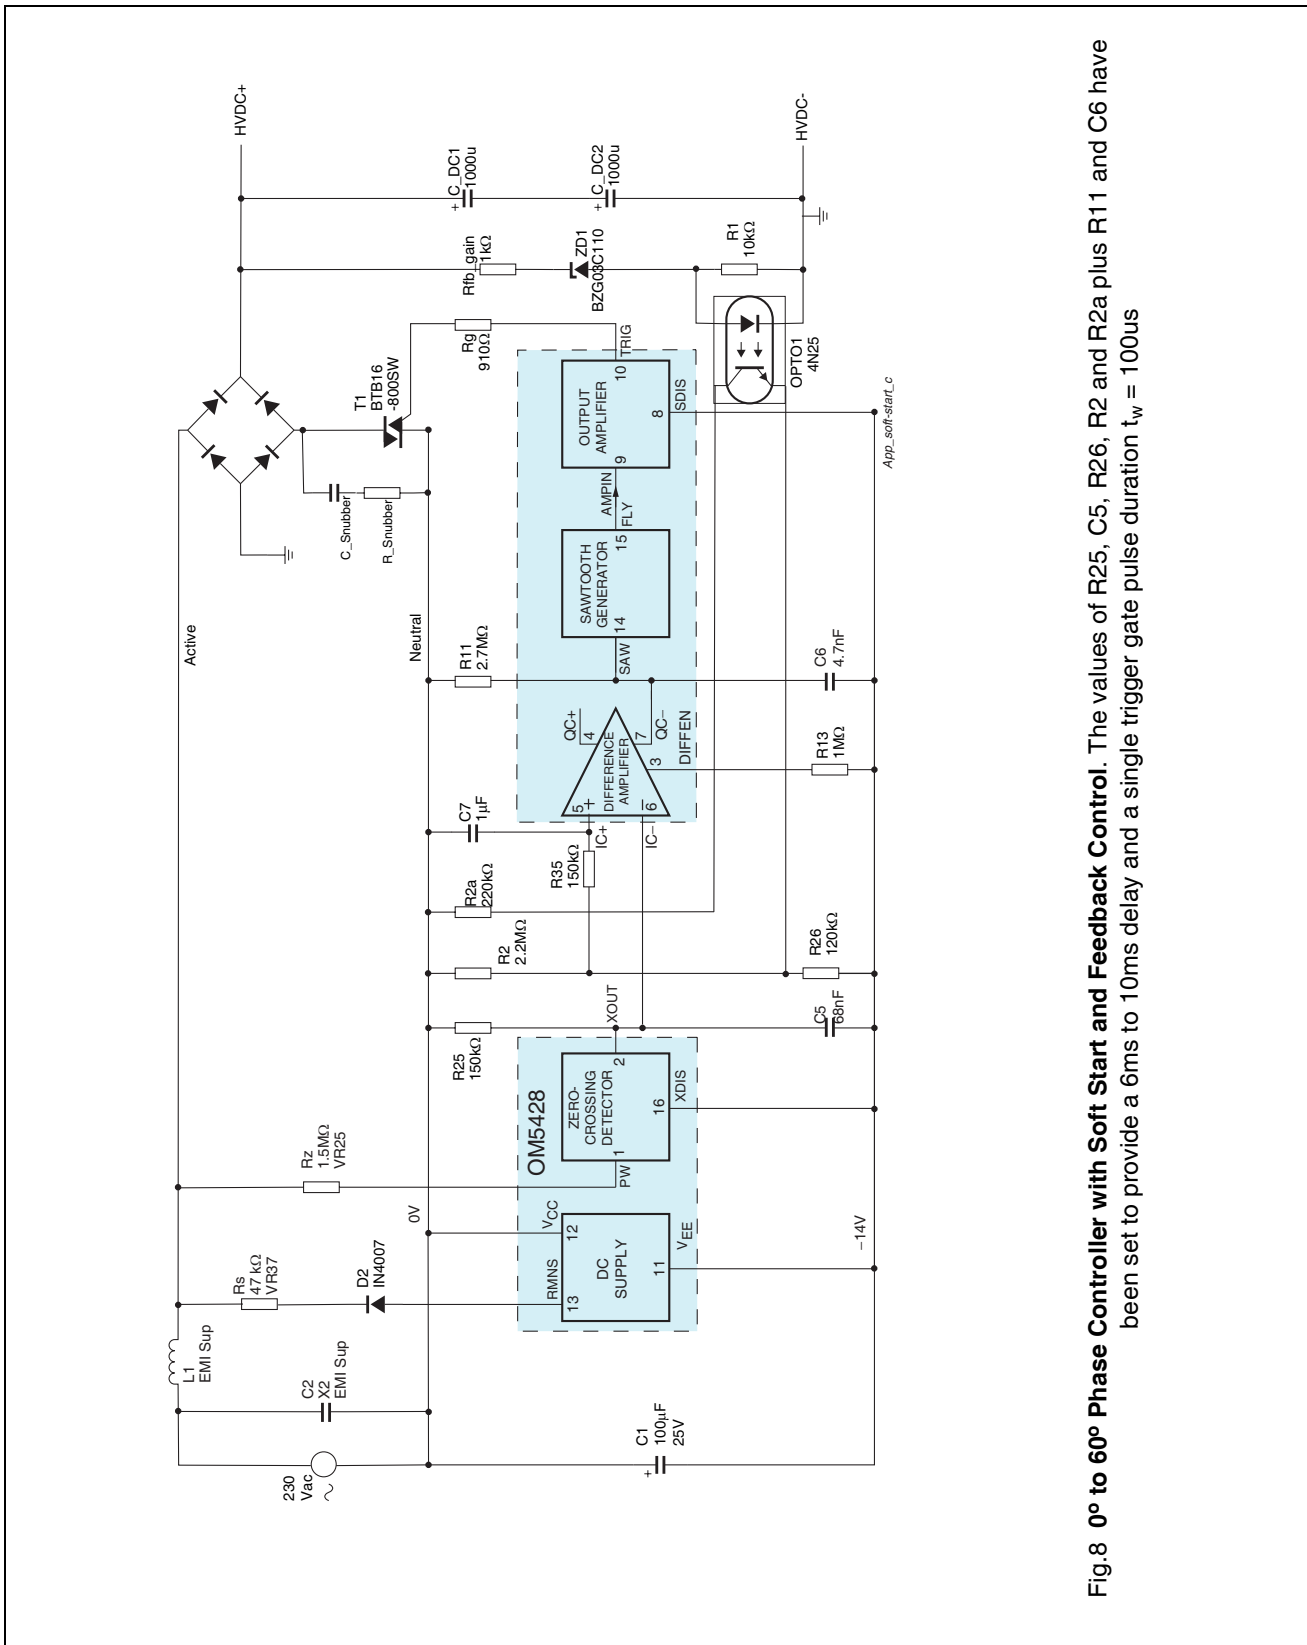 230
Vac
L1
EMI Sup
C2
X2
EMI Sup
Rs
47 kΩ
VR37
D2
IN4007
Rz
1.5MΩ
VR25
Active
0V
Neutral
C1
100µF
25V
+
−14V
OM5428
RMNS
13
DC
SUPPLY
12
VCC
11
VEE
PW
1
ZERO-
CROSSING
DETECTOR
2
XOUT
16
XDIS
R25
150kΩ
C5
68nF
R2
2.2MΩ
R2a
220kΩ
R26
120kΩ
R35
150kΩ
C7
1µF
IC+
5
+
IC−
6
−
DIFFERENCE
AMPLIFIER
QC+
4
7
QC−
3
DIFFEN
R13
1MΩ
R11
2.7MΩ
C6
4.7nF
SAW
14
SAWTOOTH
GENERATOR
15
FLY
AMPIN
9
OUTPUT
AMPLIFIER
10
TRIG
8
SDIS
Rg
910Ω
C_Snubber
R_Snubber
T1
BTB16
-800SW
OPTO1
4N25
Rfb_gain
1kΩ
ZD1
BZG03C110
R1
10kΩ
+ C_DC1
1000u
+ C_DC2
1000u
HVDC+
HVDC-
App_soft-start_c
Fig.8 0º to 60º Phase Controller with Soft Start and Feedback Control. The values of R25, C5, R26, R2 and R2a plus R11 and C6 have
been set to provide a 6ms to 10ms delay and a single trigger gate pulse duration tw = 100us